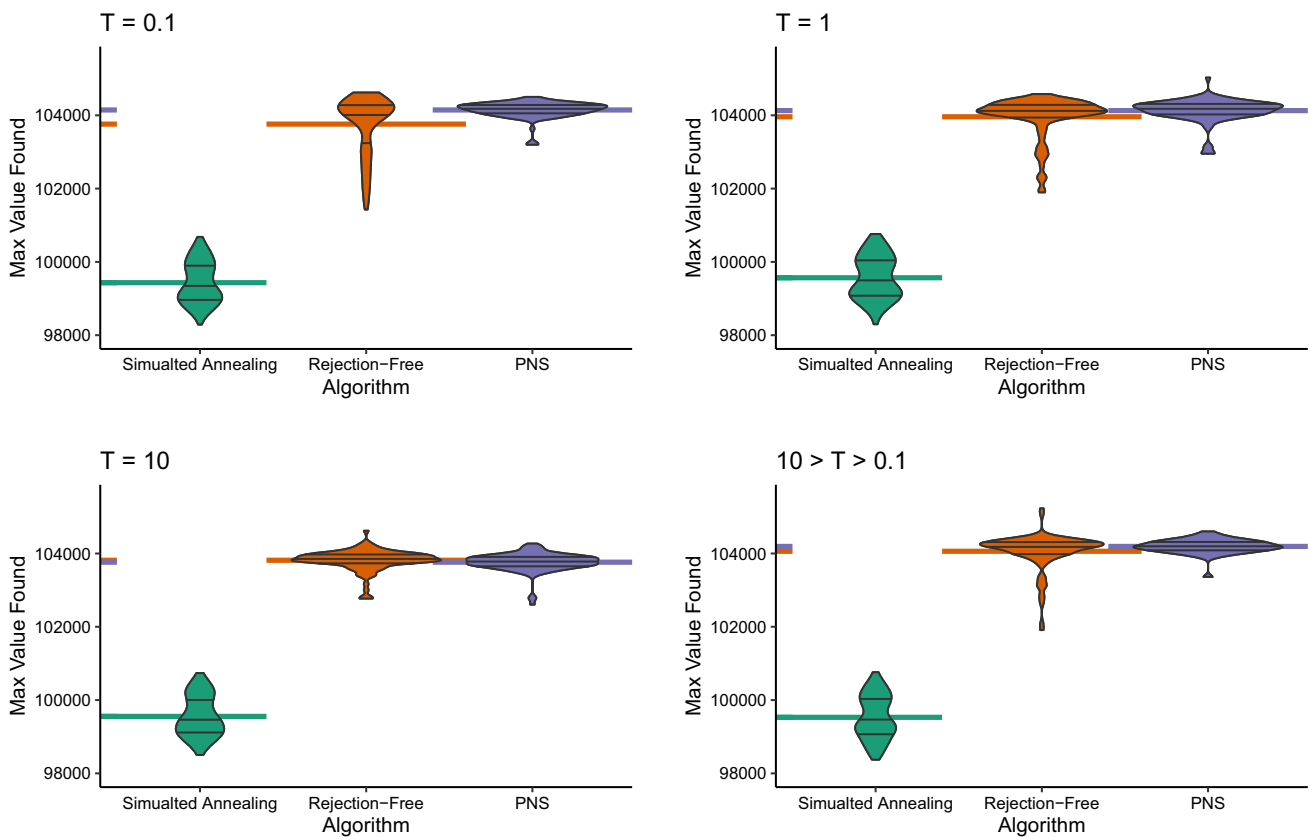 T = 0.1
Max Value Found
104000
102000
100000
98000
Simualted Annealing Rejection−Free PNS
Algorithm
T = 1
Max Value Found
104000
102000
100000
98000
Simualted Annealing Rejection−Free PNS
Algorithm
T = 10
Max Value Found
104000
102000
100000
98000
Simualted Annealing Rejection−Free PNS
Algorithm
10 > T > 0.1
Max Value Found
104000
102000
100000
98000
Simualted Annealing Rejection−Free PNS
Algorithm